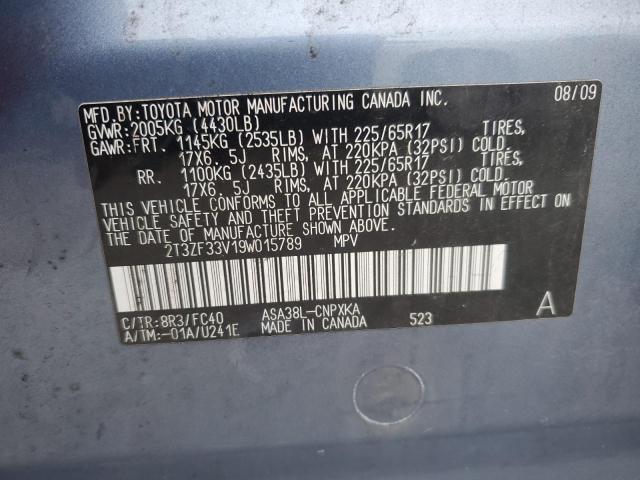 MFD.BY:TOYOTA MOTOR MANUFACTURING CANADA INC. 08/09
GVWR:2005KG (4430LB)
GAWR:FRT. 1145KG (2535LB) WITH 225/65R17 TIRES,
17X6. 5J RIMS, AT 220KPA (32PSI) COLD.
RR. 1100KG (2435LB) WITH 225/65R17 TIRES,
17X6. 5J RIMS, AT 220KPA (32PSI) COLD.
THIS VEHICLE CONFORMS TO ALL APPLICABLE FEDERAL MOTOR
VEHICLE SAFETY AND THEFT PREVENTION STANDARDS IN EFFECT ON
THE DATE OF MANUFACTURE SHOWN ABOVE.
2T3ZF33V19W015789 MPV
C/TR:8R3/FC40 ASA38L-CNPXKA A
A/TM:-01A/U241E MADE IN CANADA 523